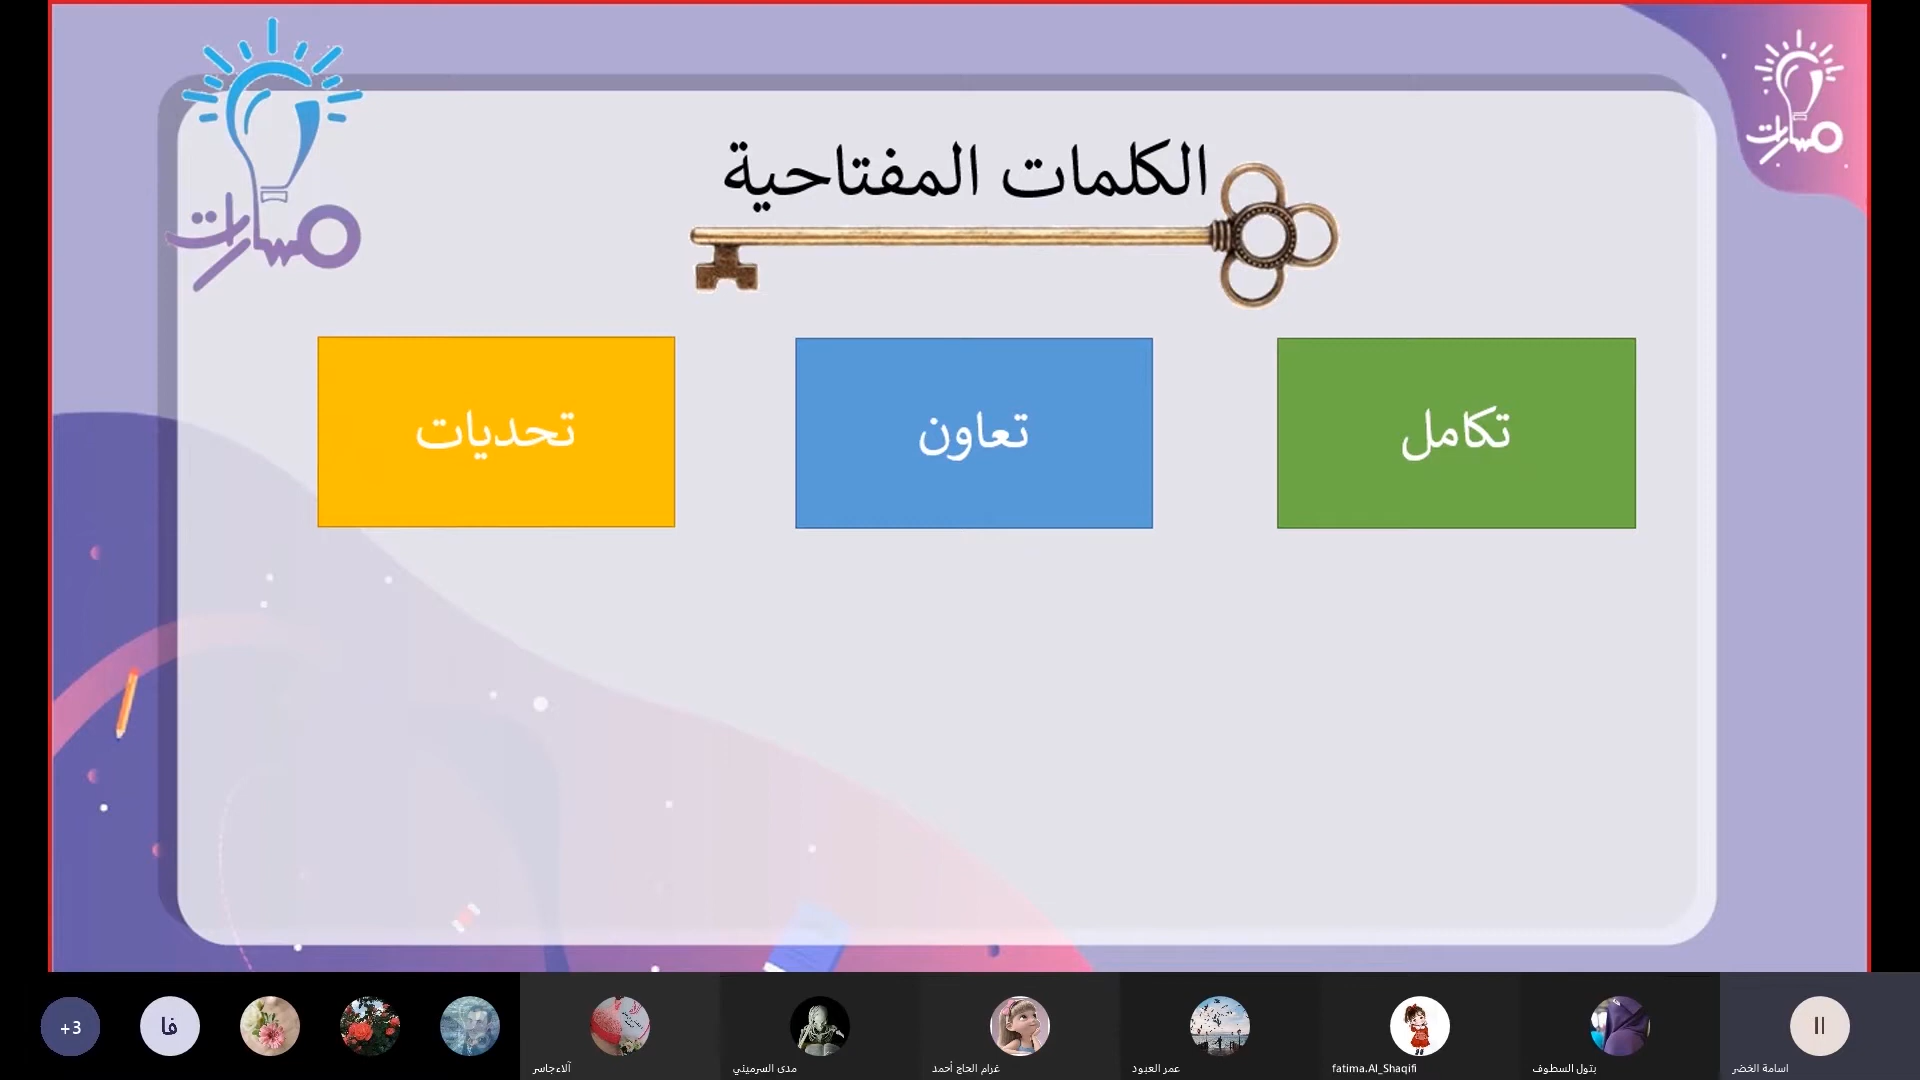 مسارات
مسارات
الكلمات المفتاحية
تكامل
تعاون
تحديات
+3
فا
آلاء جاسر
مدى السرميني
غرام الحاج أحمد
عمر العبود
fatima.Al_Shaqifi
بتول السطوف
اسامة الخضر